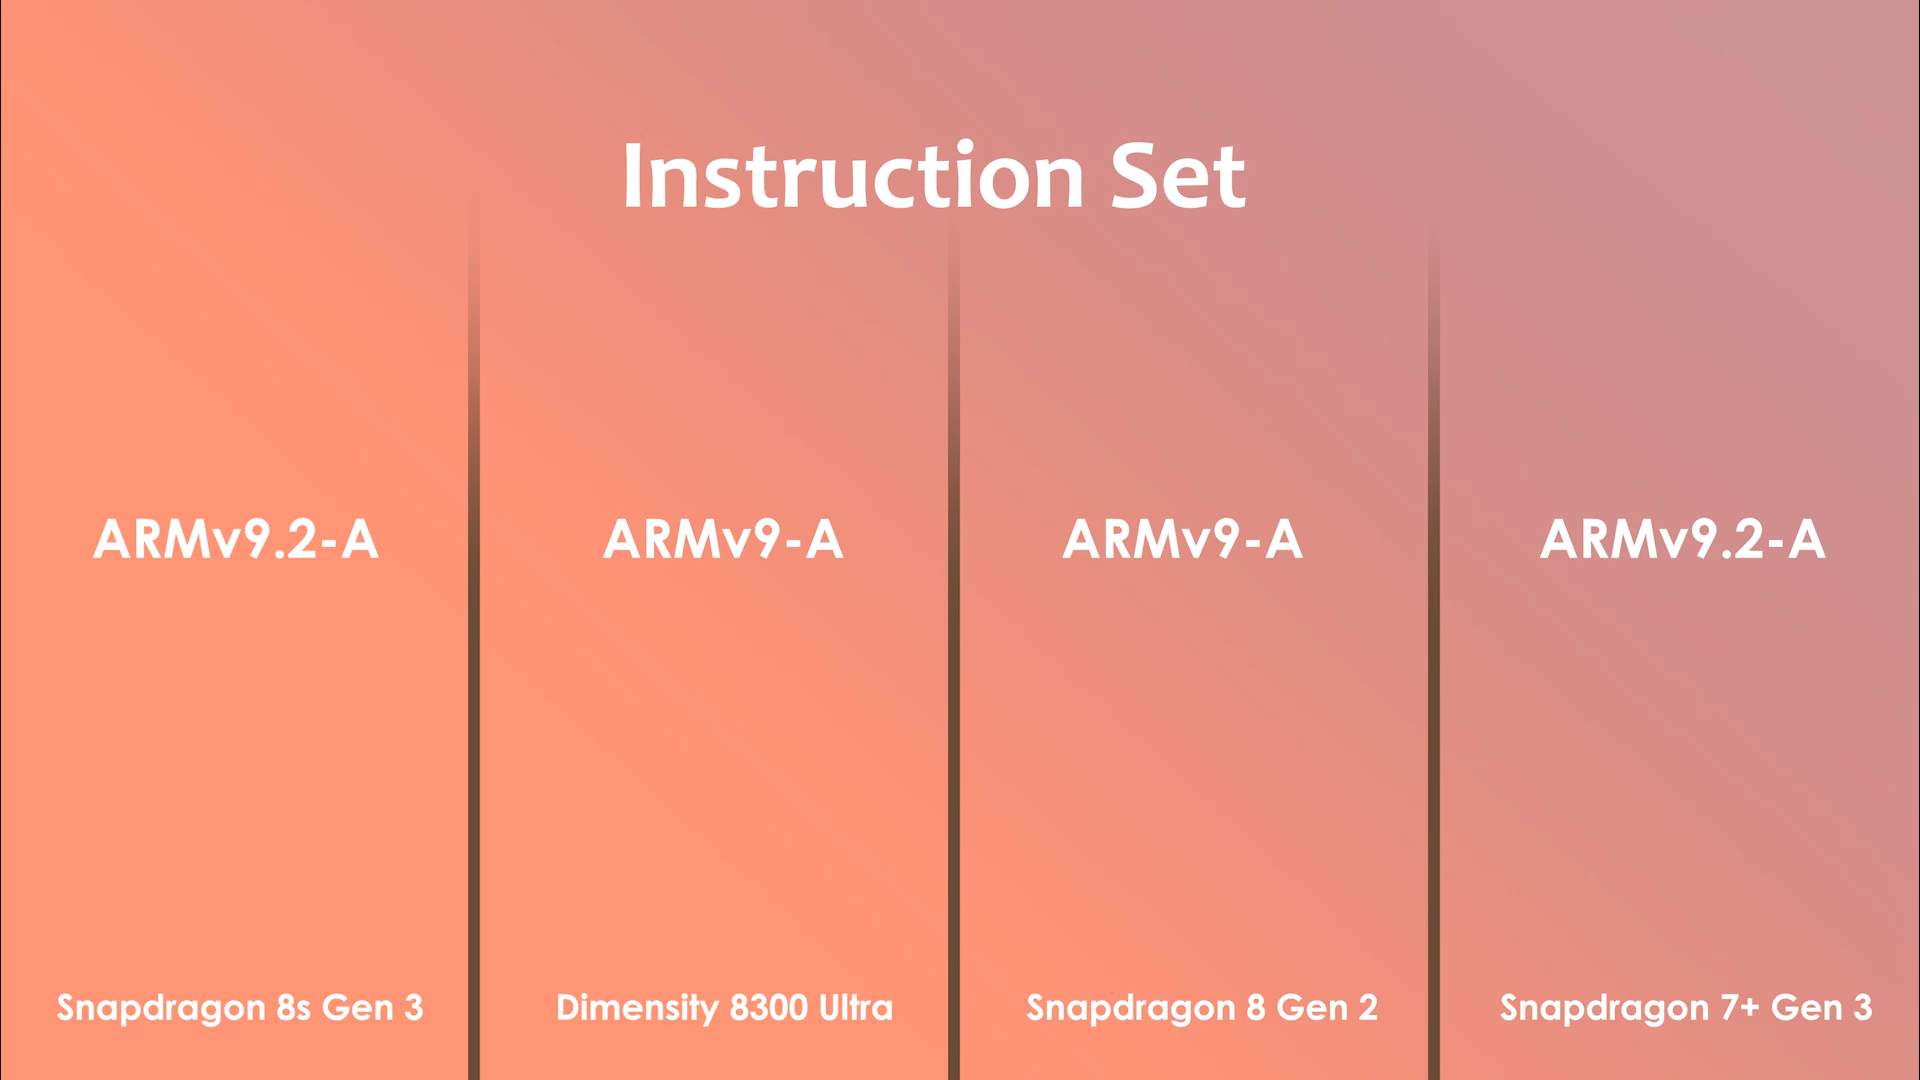 Instruction Set
ARMv9.2-A
ARMv9-A
ARMv9-A
ARMv9.2-A
Snapdragon 8s Gen 3
Dimensity 8300 Ultra
Snapdragon 8 Gen 2
Snapdragon 7+ Gen 3